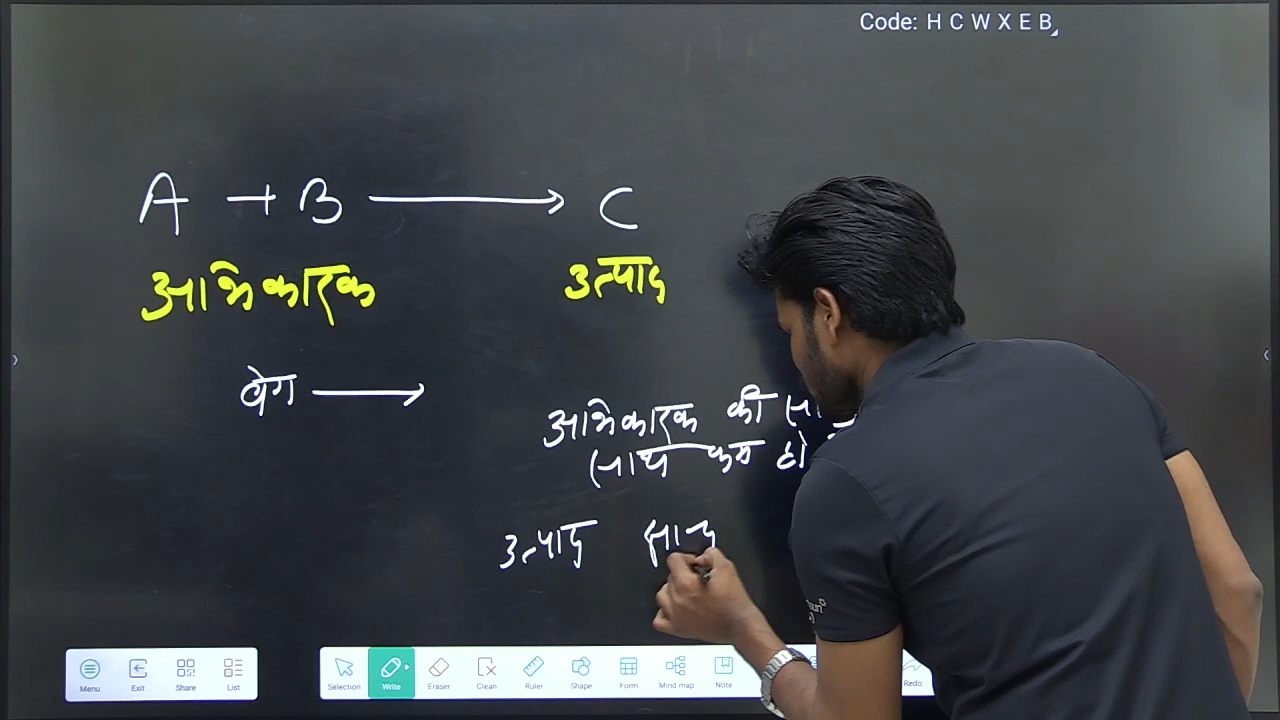 Code: H C W X E B
A + B ⟶ C
अभिकारक उत्पाद
वेग ⟶
अभिकारक की
साथ कम हो
उत्पाद सान्द्र
Menu Exit Share List Selection Write Eraser Clean Ruler Shape Form Mind map Note Redo